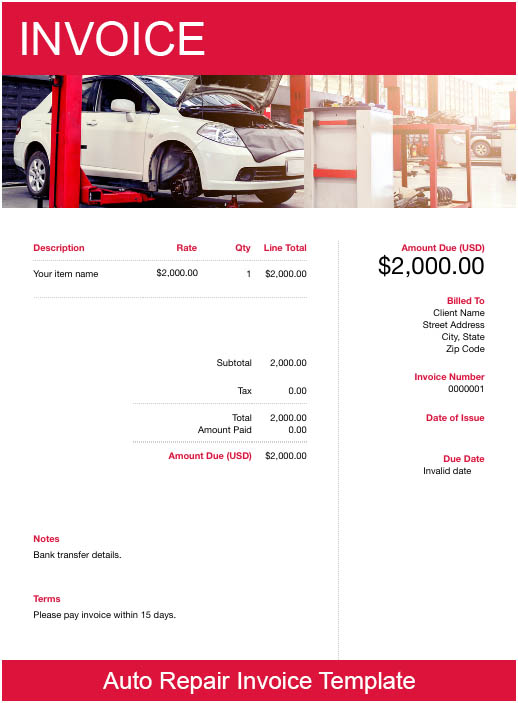 INVOICE
Description Rate Qty Line Total
Your item name $2,000.00 1 $2,000.00
Subtotal 2,000.00
Tax 0.00
Total 2,000.00
Amount Paid 0.00
Amount Due (USD) $2,000.00
Notes
Bank transfer details.
Terms
Please pay invoice within 15 days.
Amount Due (USD)
$2,000.00
Billed To
Client Name
Street Address
City, State
Zip Code
Invoice Number
0000001
Date of Issue
Due Date
Invalid date
Auto Repair Invoice Template